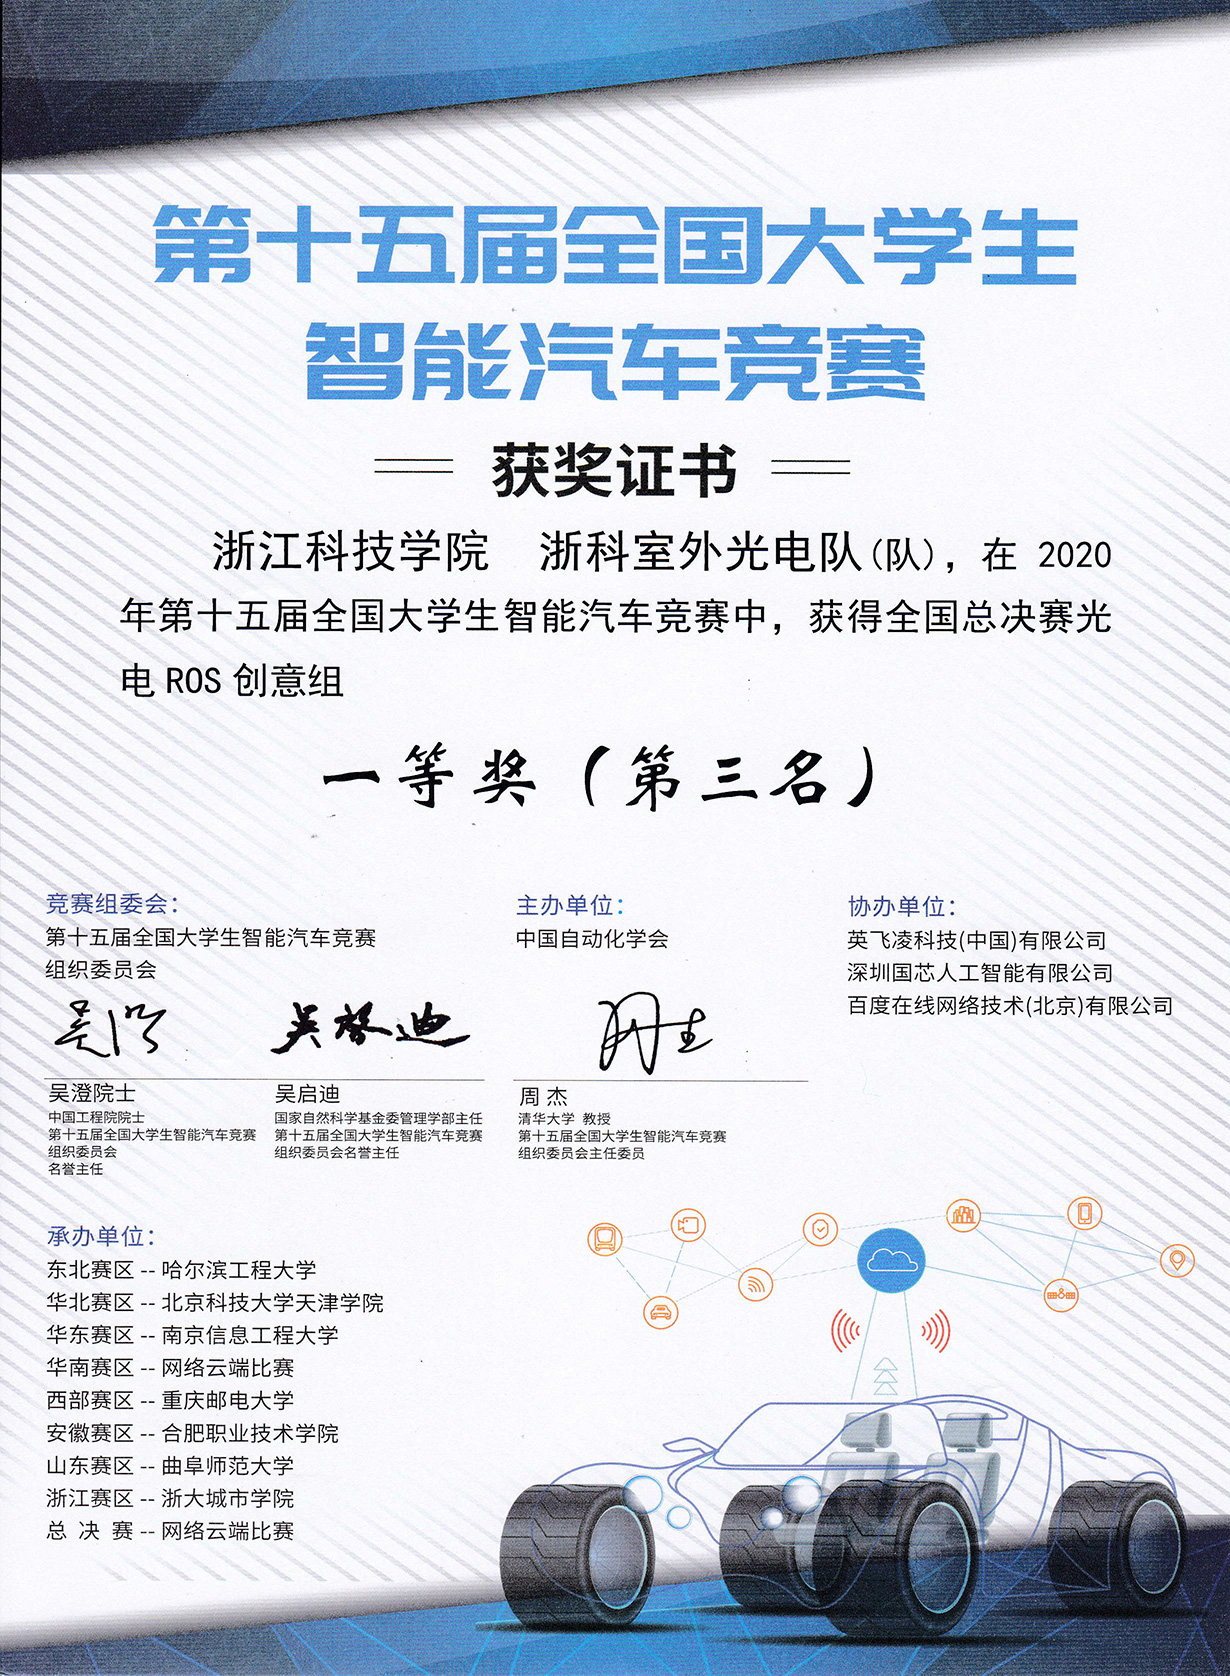 第十五届全国大学生
智能汽车竞赛
获奖证书
浙江科技学院 浙科室外光电队(队)，在 2020
年第十五届全国大学生智能汽车竞赛中，获得全国总决赛光
电 ROS 创意组
一等奖（第三名）
竞赛组委会：
第十五届全国大学生智能汽车竞赛
组织委员会
吴澄
吴启迪
吴澄院士
中国工程院院士
第十五届全国大学生智能汽车竞赛
组织委员会
名誉主任
吴启迪
国家自然科学基金委管理学部主任
第十五届全国大学生智能汽车竞赛
组织委员会名誉主任
主办单位：
中国自动化学会
周 杰
清华大学 教授
第十五届全国大学生智能汽车竞赛
组织委员会主任委员
协办单位：
英飞凌科技(中国)有限公司
深圳国芯人工智能有限公司
百度在线网络技术(北京)有限公司
承办单位：
东北赛区 -- 哈尔滨工程大学
华北赛区 -- 北京科技大学天津学院
华东赛区 -- 南京信息工程大学
华南赛区 -- 网络云端比赛
西部赛区 -- 重庆邮电大学
安徽赛区 -- 合肥职业技术学院
山东赛区 -- 曲阜师范大学
浙江赛区 -- 浙大城市学院
总 决 赛 -- 网络云端比赛